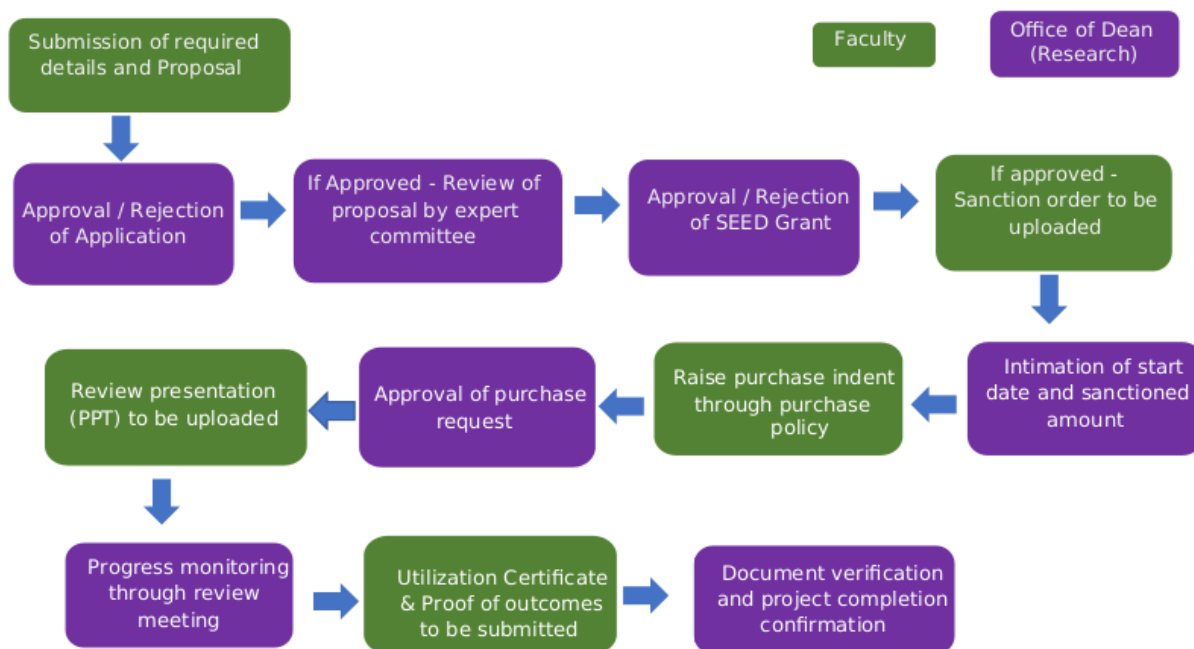 Submission of required
details and Proposal
Faculty
Office of Dean
(Research)
Approval / Rejection
of Application
If Approved - Review of
proposal by expert
committee
Approval / Rejection
of SEED Grant
If approved -
Sanction order to be
uploaded
Review presentation
(PPT) to be uploaded
Approval of purchase
request
Raise purchase indent
through purchase
policy
Intimation of start
date and sanctioned
amount
Progress monitoring
through review
meeting
Utilization Certificate
& Proof of outcomes
to be submitted
Document verification
and project completion
confirmation